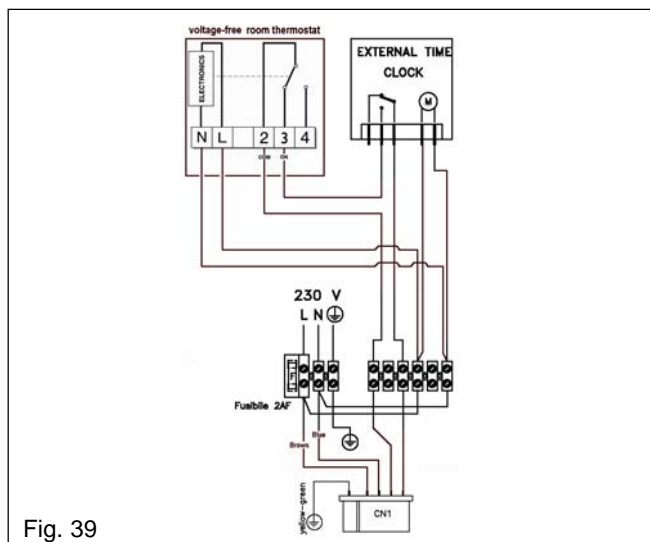 voltage-free room thermostat
ELECTRONICS
N L 2 3 4
COM ON
EXTERNAL TIME
CLOCK
M
230 V
L N
Fusibile 2AF
Brown
Blue
yellow-green
CN1
Fig. 39